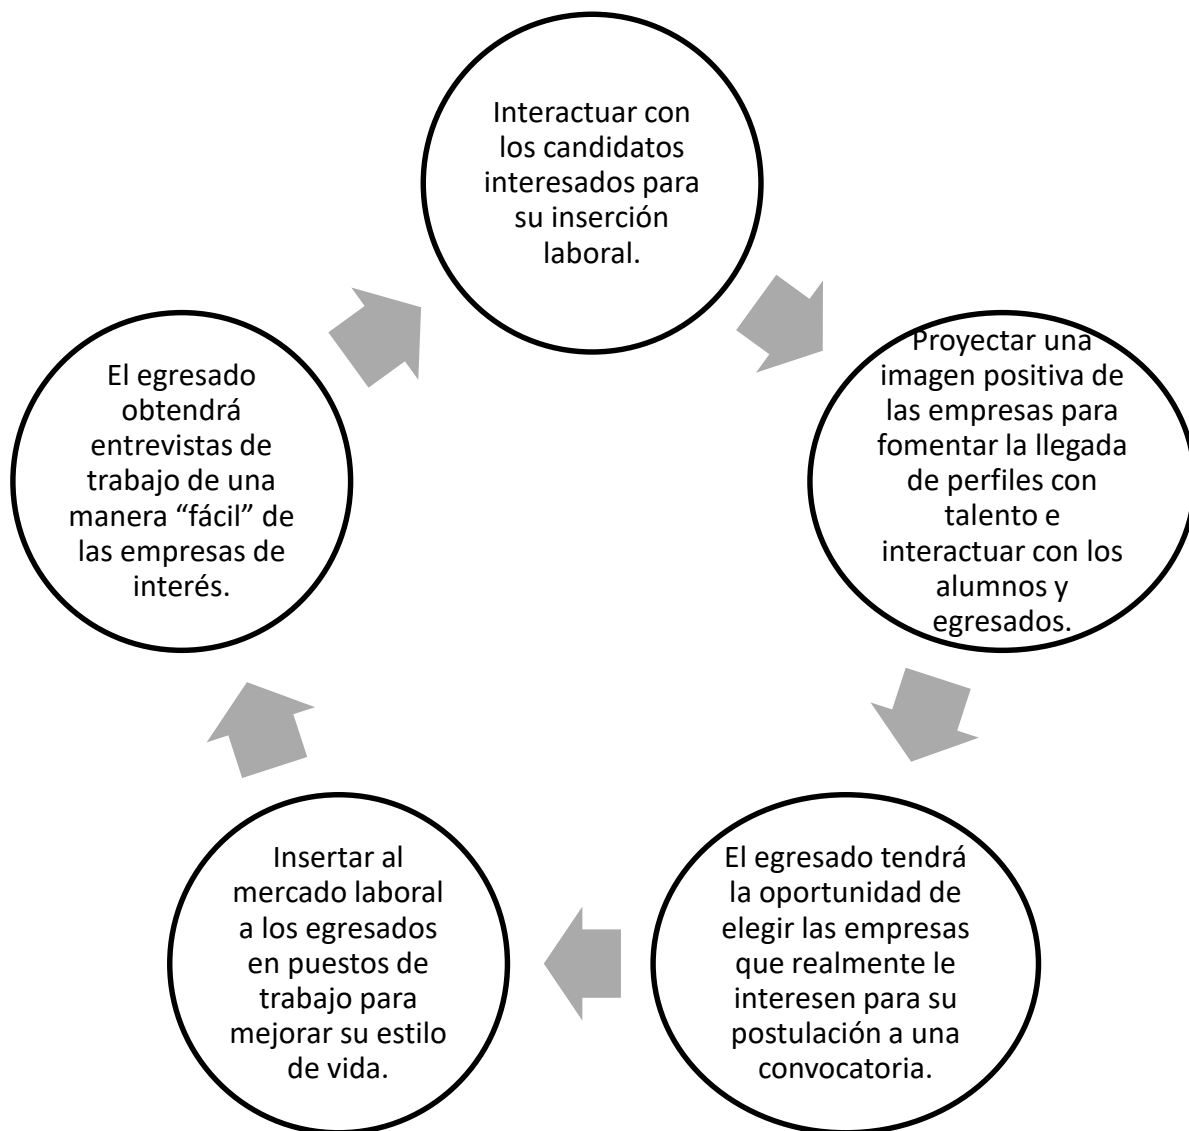 Interactuar con
los candidatos
interesados para
su inserción
laboral.
Proyectar una
imagen positiva de
las empresas para
fomentar la llegada
de perfiles con
talento e
interactuar con los
alumnos y
egresados.
El egresado tendrá
la oportunidad de
elegir las empresas
que realmente le
interesen para su
postulación a una
convocatoria.
Insertar al
mercado laboral
a los egresados
en puestos de
trabajo para
mejorar su estilo
de vida.
El egresado
obtendrá
entrevistas de
trabajo de una
manera “fácil” de
las empresas de
interés.